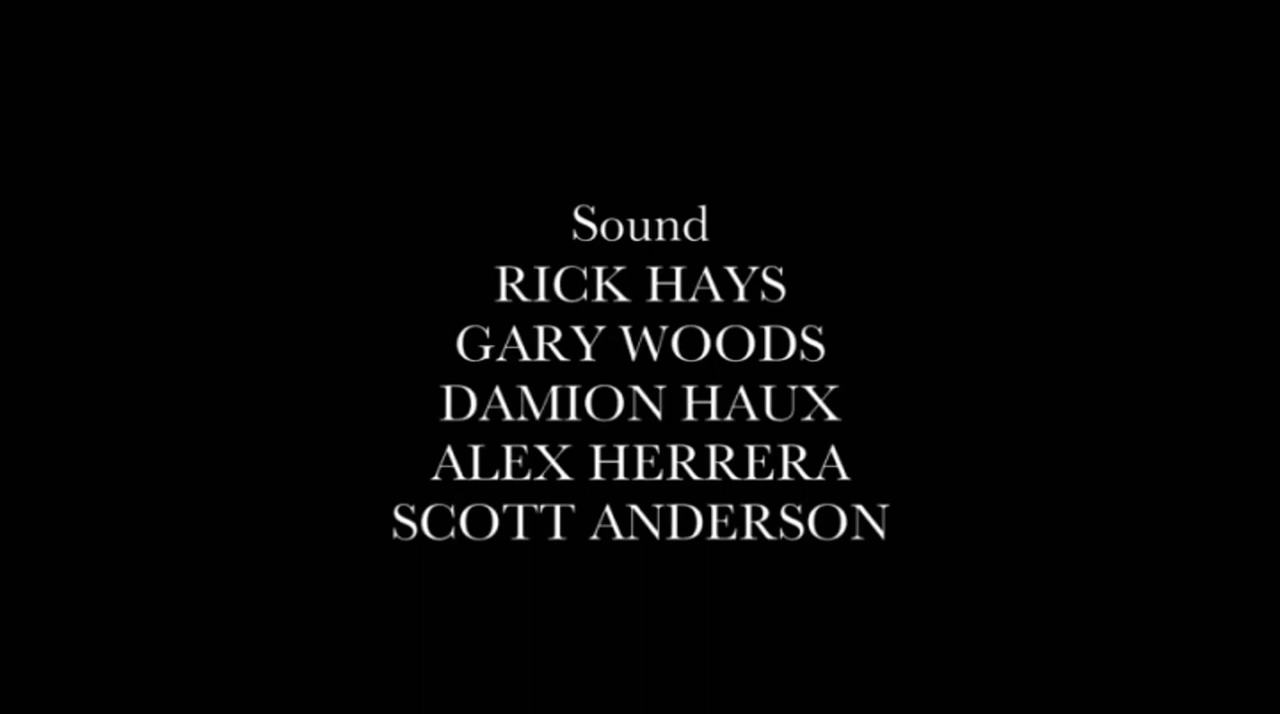 Sound
RICK HAYS
GARY WOODS
DAMION HAUX
ALEX HERRERA
SCOTT ANDERSON